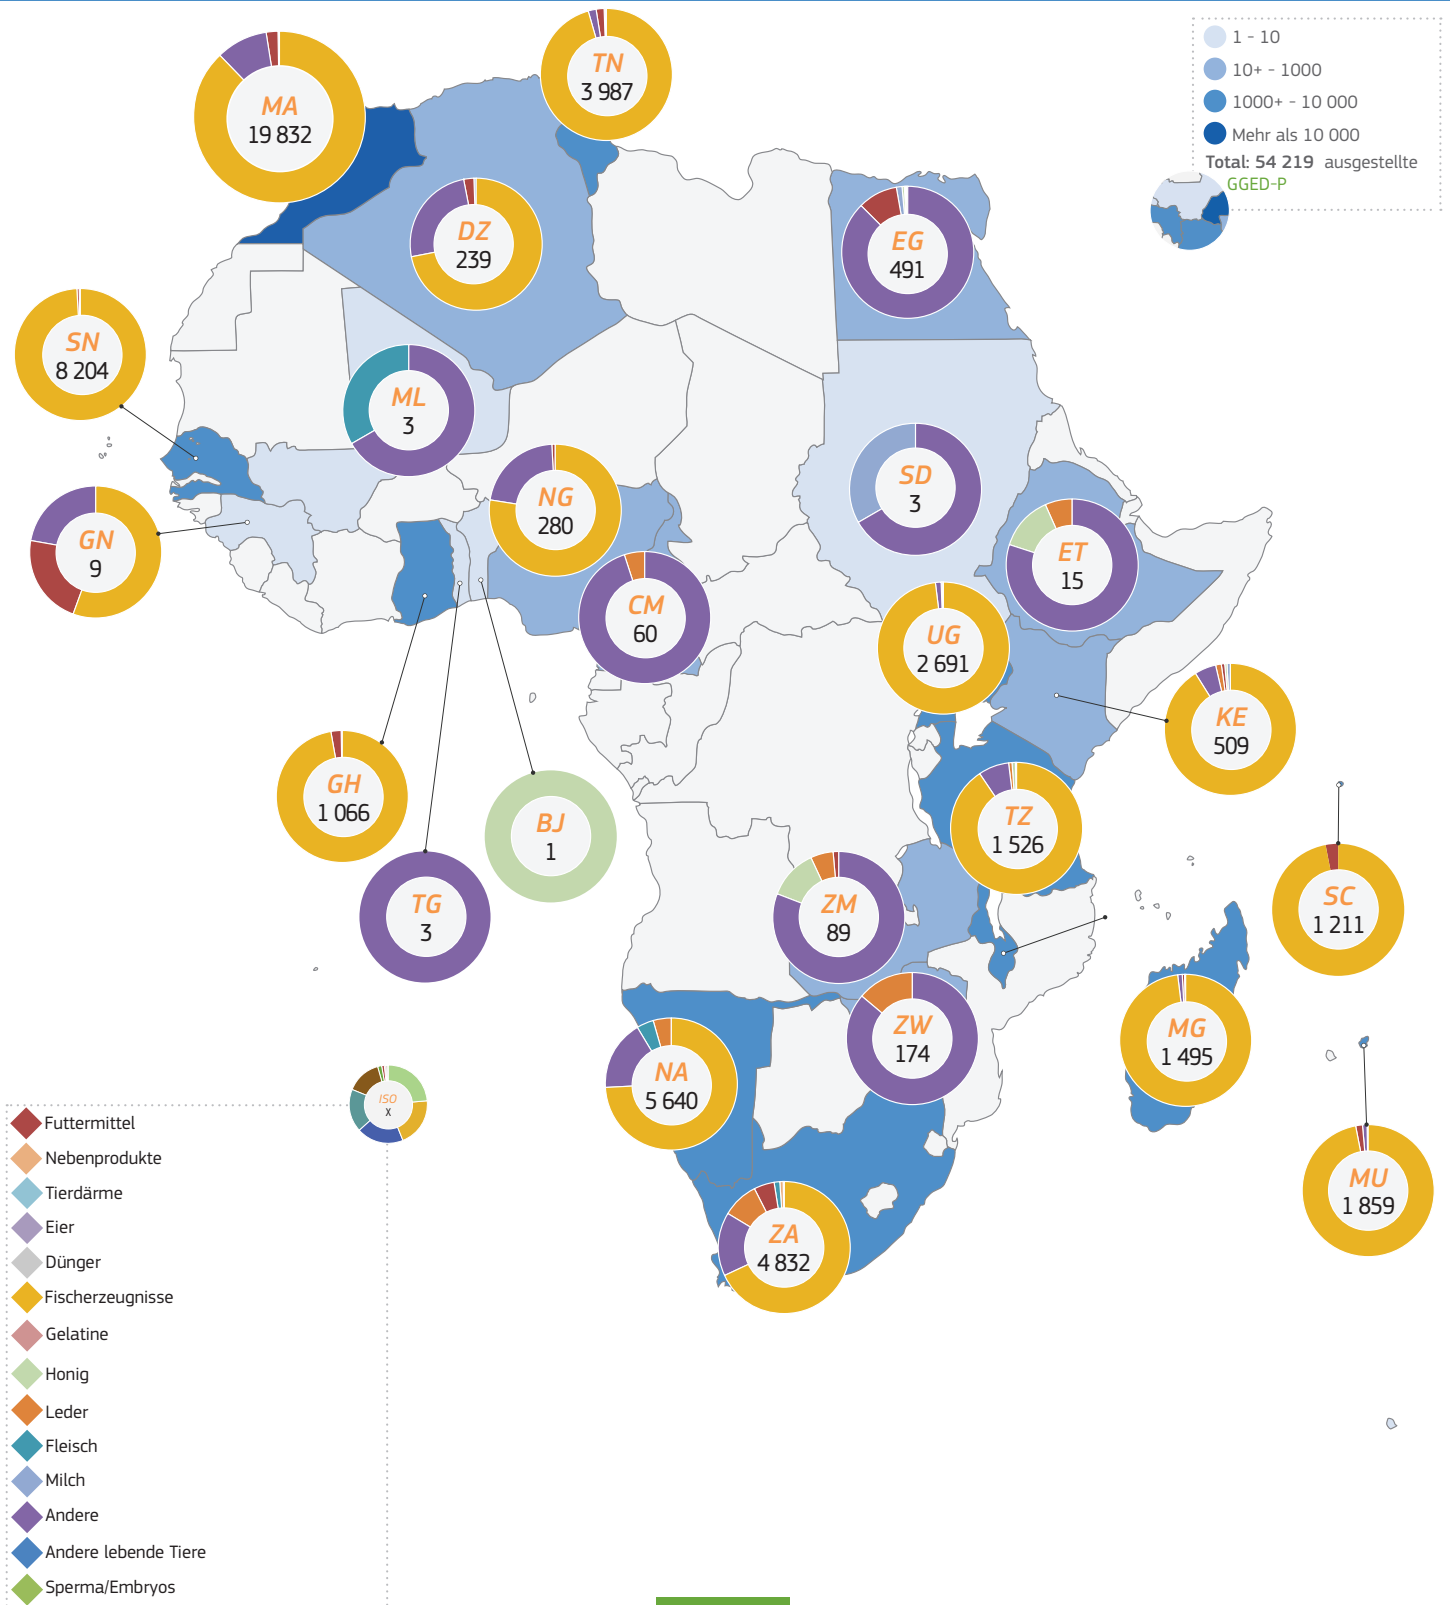 TN
3 987
MA
19 832
1 - 10
10+ - 1000
1000+ - 10 000
Mehr als 10 000
Total: 54 219 ausgestellte
GGED-P
DZ
239
EG
491
SN
8 204
ML
3
NG
280
SD
3
GN
9
ET
15
CM
60
UG
2 691
KE
509
GH
1 066
BJ
1
TZ
1 526
TG
3
ZM
89
SC
1 211
ZW
174
MG
1 495
NA
5 640
ISO
X
MU
1 859
ZA
4 832
Futtermittel
Nebenprodukte
Tierdärme
Eier
Dünger
Fischerzeugnisse
Gelatine
Honig
Leder
Fleisch
Milch
Andere
Andere lebende Tiere
Sperma/Embryos